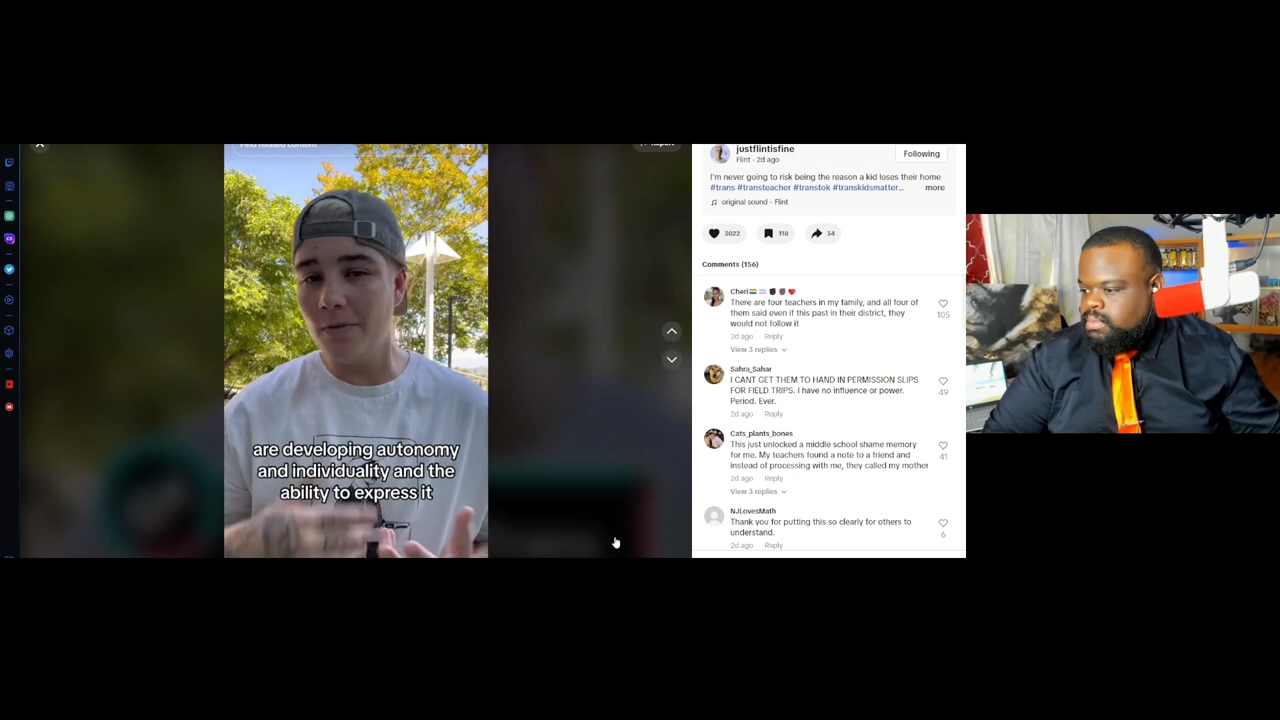 Find related content
are developing autonomy
and individuality and the
ability to express it
justflintisfine
Flint · 2d ago
Following
I'm never going to risk being the reason a kid loses their home
#trans #transteacher #transtok #transkidsmatter... more
original sound - Flint
3022
118
34
Comments (156)
Cheri
There are four teachers in my family, and all four of
them said even if this past in their district, they
would not follow it
105
2d ago Reply
View 3 replies
Sahra_Sahar
I CANT GET THEM TO HAND IN PERMISSION SLIPS
FOR FIELD TRIPS. I have no influence or power.
Period. Ever.
49
2d ago Reply
Cats_plants_bones
This just unlocked a middle school shame memory
for me. My teachers found a note to a friend and
instead of processing with me, they called my mother
41
2d ago Reply
View 3 replies
NJLovesMath
Thank you for putting this so clearly for others to
understand.
6
2d ago Reply